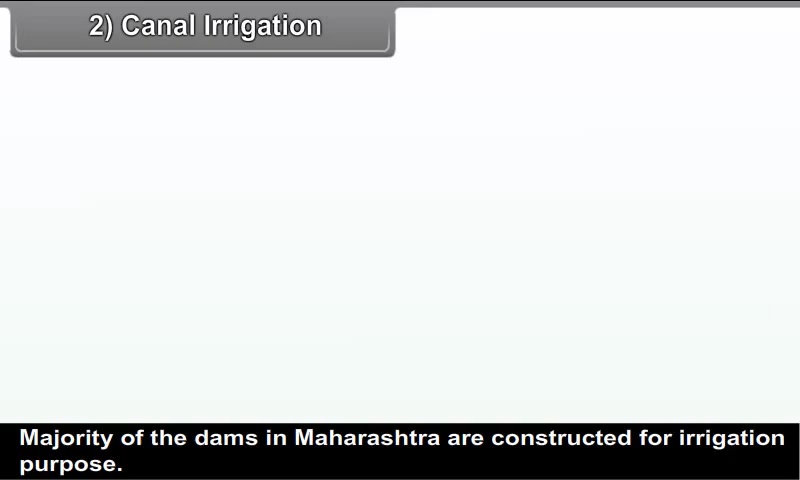 2) Canal Irrigation
Majority of the dams in Maharashtra are constructed for irrigation
purpose.